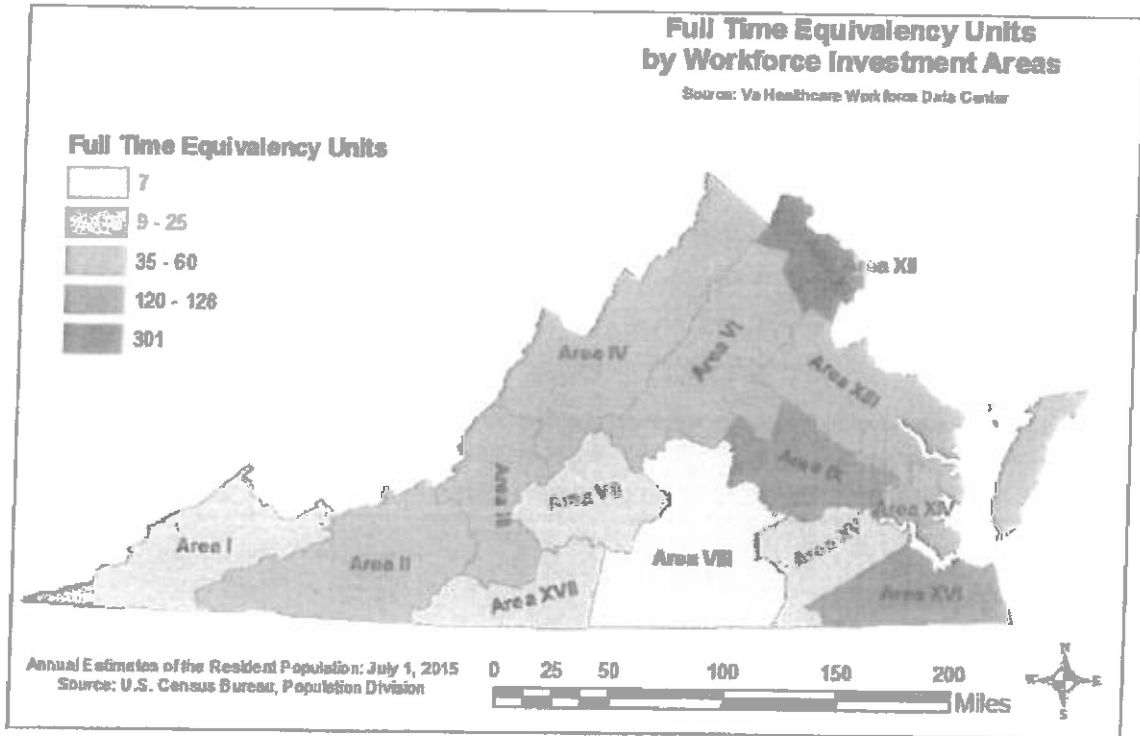 Full Time Equivalency Units
by Workforce Investment Areas
Source: Va Healthcare Workforce Data Center
Full Time Equivalency Units
7
9 - 25
35 - 60
120 - 128
301
Area XII
Area IV
Area VI
Area XIII
Area III
Area VII
Area IX
Area XIV
Area I
Area II
Area VIII
Area XV
Area XVII
Area XVI
Annual Estimates of the Resident Population: July 1, 2015
Source: U.S. Census Bureau, Population Division
0 25 50 100 150 200
Miles
N
W E
S